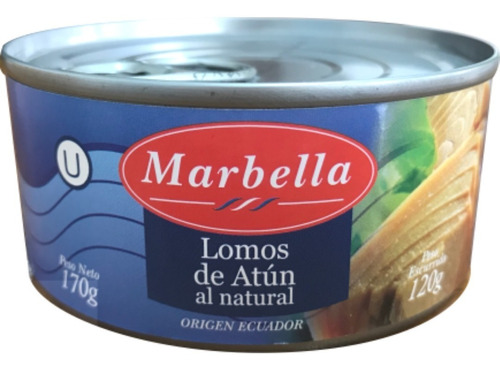 U
Marbella
Lomos
de Atún
al natural
ORIGEN ECUADOR
Peso Neto
170g
Peso
Escurrido
120g